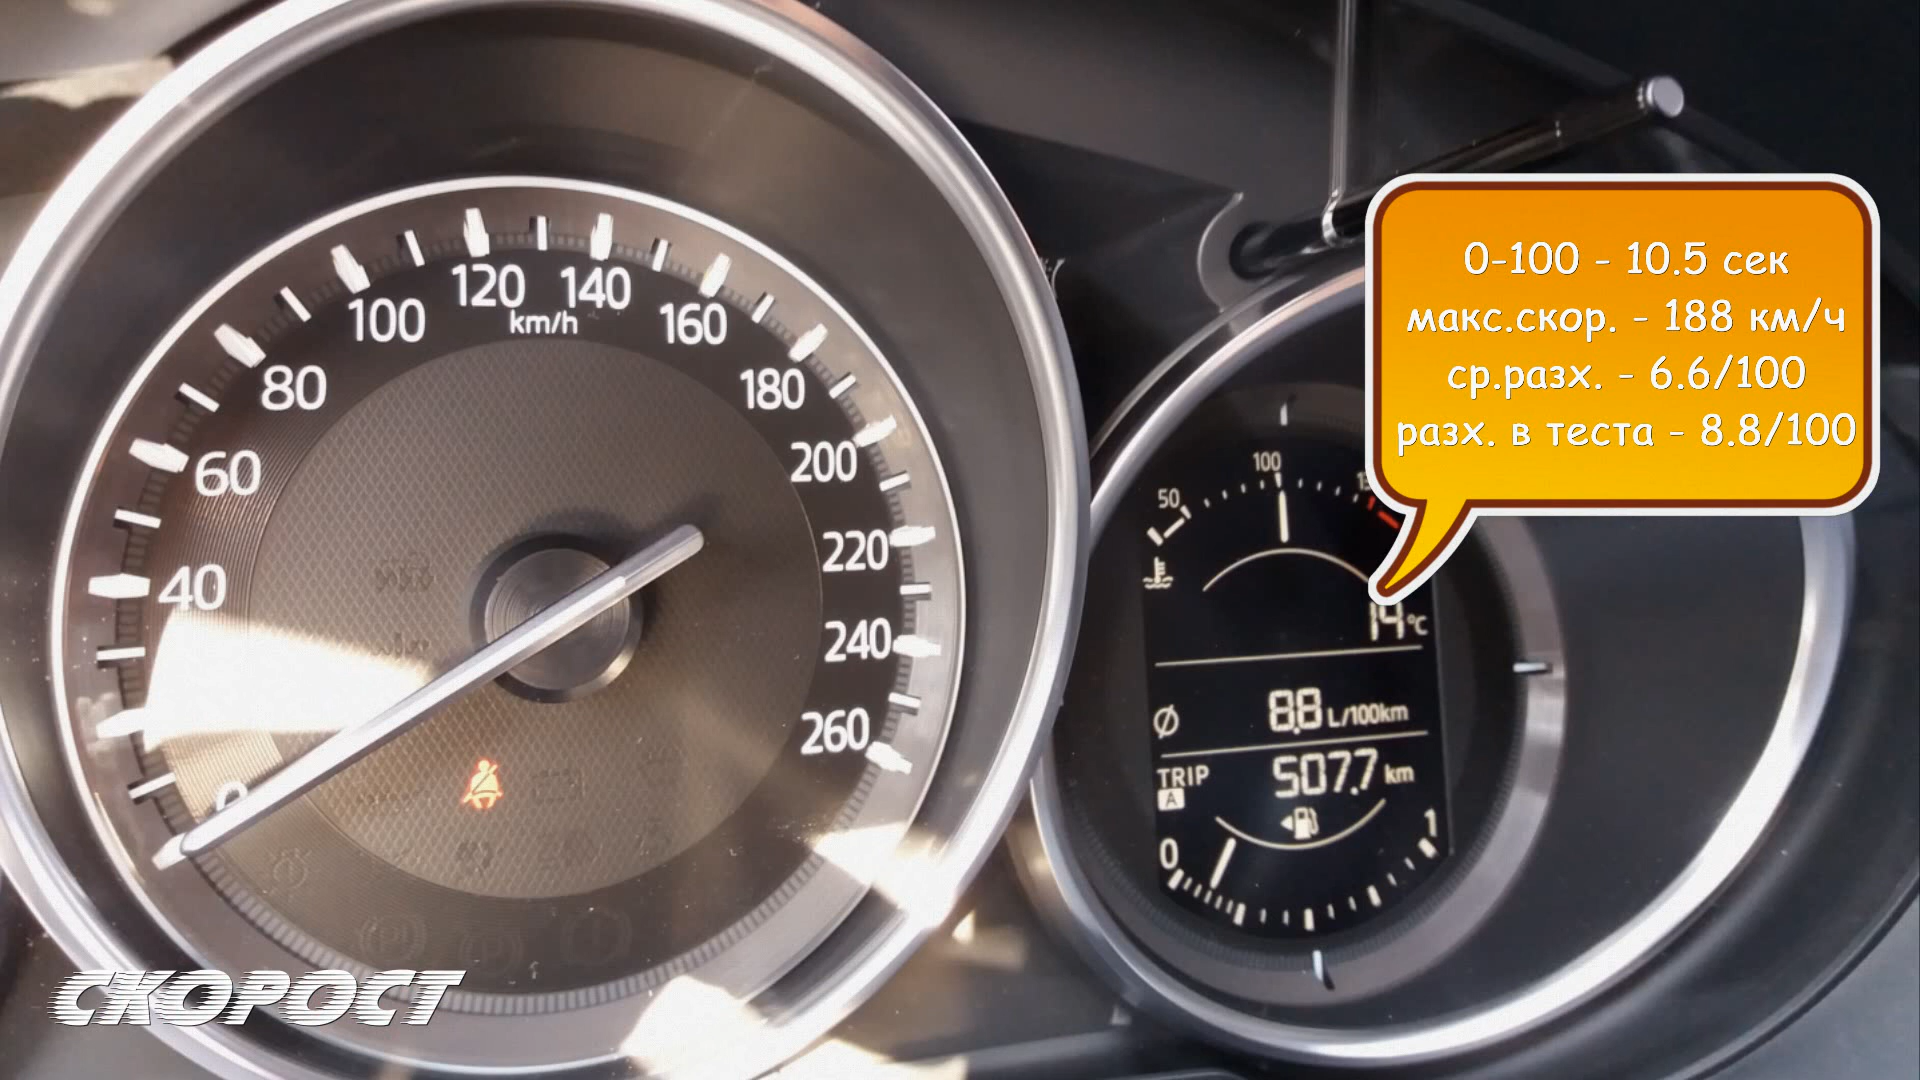 0
40
60
80
100
120
140
160
180
200
220
240
260
km/h
0-100 - 10.5 сек
макс.скор. - 188 км/ч
ср.разх. - 6.6/100
разх. в теста - 8.8/100
50
100
14°C
Ø 8.8 L/100km
TRIP A 507.7 km
0 1
СКОРОСТ